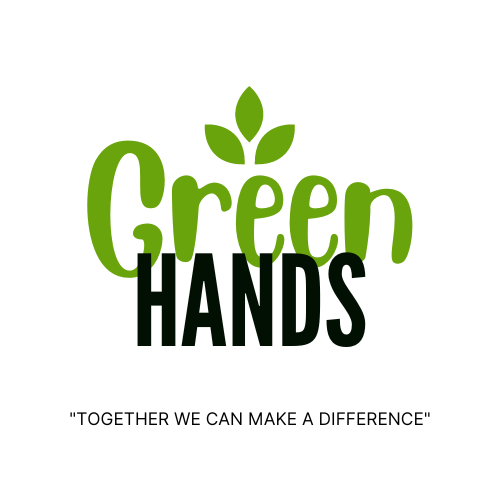 Green
HANDS
"TOGETHER WE CAN MAKE A DIFFERENCE"